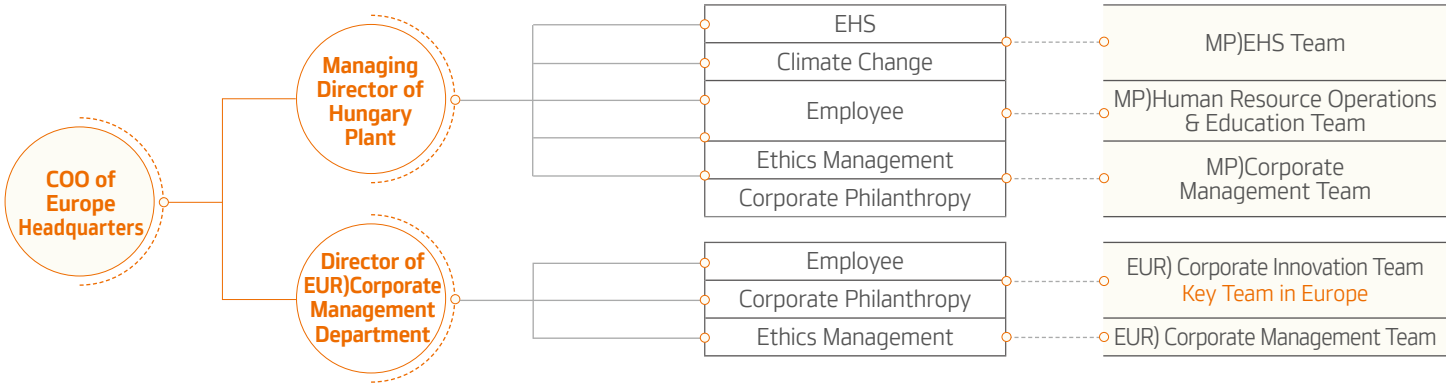 COO of
Europe
Headquarters
Managing
Director of
Hungary
Plant
EHS
Climate Change
Employee
Ethics Management
Corporate Philanthropy
MP)EHS Team
MP)Human Resource Operations
& Education Team
MP)Corporate
Management Team
Director of
EUR)Corporate
Management
Department
Employee
Corporate Philanthropy
Ethics Management
EUR) Corporate Innovation Team
Key Team in Europe
EUR) Corporate Management Team